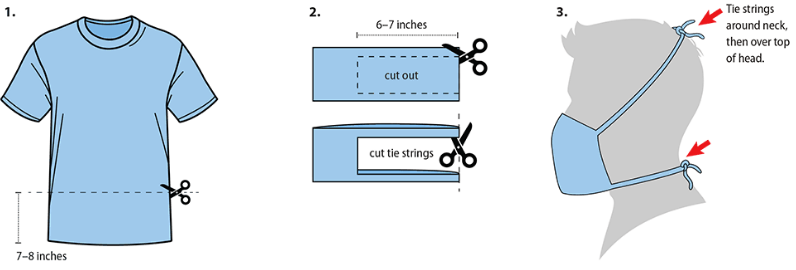 1.
7–8 inches
2.
6–7 inches
cut out
cut tie strings
3.
Tie strings
around neck,
then over top
of head.